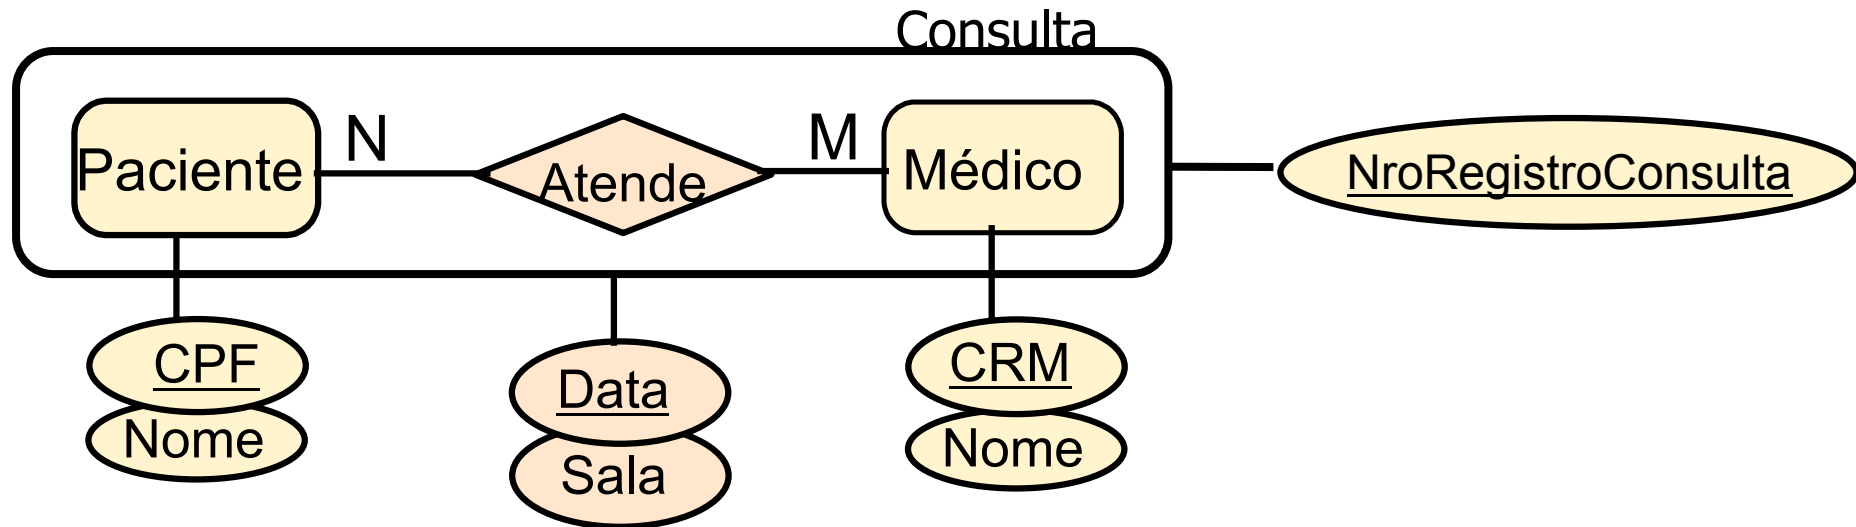 Consulta
Paciente
N
Atende
M
Médico
NroRegistroConsulta
CPF
Nome
Data
Sala
CRM
Nome